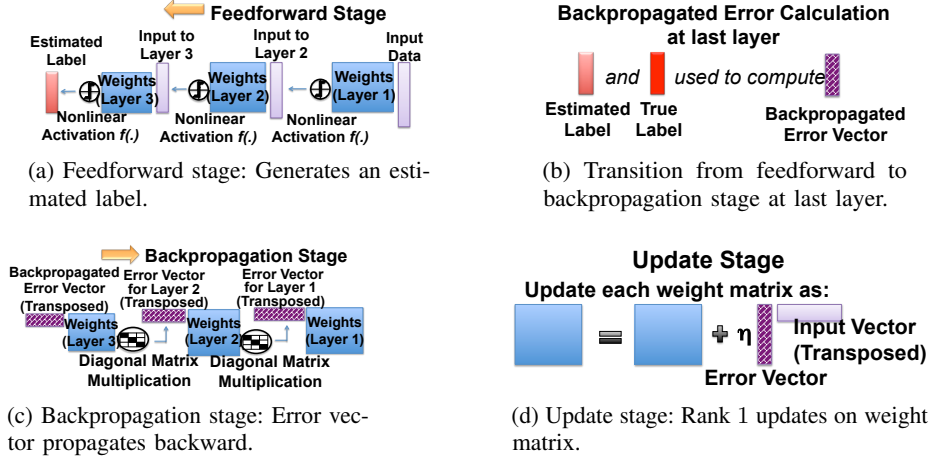 Feedforward Stage
Estimated Label
Input to Layer 3
Input to Layer 2
Input Data
Weights (Layer 3)
Weights (Layer 2)
Weights (Layer 1)
Nonlinear Activation f(.)
Nonlinear Activation f(.)
Nonlinear Activation f(.)
(a) Feedforward stage: Generates an esti-
mated label.
Backpropagated Error Calculation
at last layer
and
used to compute
Estimated Label
True Label
Backpropagated Error Vector
(b) Transition from feedforward to
backpropagation stage at last layer.
Backpropagation Stage
Backpropagated Error Vector (Transposed)
Error Vector for Layer 2 (Transposed)
Error Vector for Layer 1 (Transposed)
Weights (Layer 3)
Weights (Layer 2)
Weights (Layer 1)
Diagonal Matrix Multiplication
Diagonal Matrix Multiplication
(c) Backpropagation stage: Error vec-
tor propagates backward.
Update Stage
Update each weight matrix as:
= + η
Input Vector
(Transposed)
Error Vector
(d) Update stage: Rank 1 updates on weight
matrix.